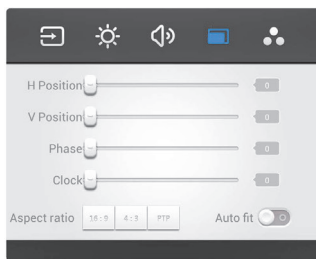 H Position 0
V Position 0
Phase 0
Clock 0
Aspect ratio 16:9 4:3 PTP Auto fit